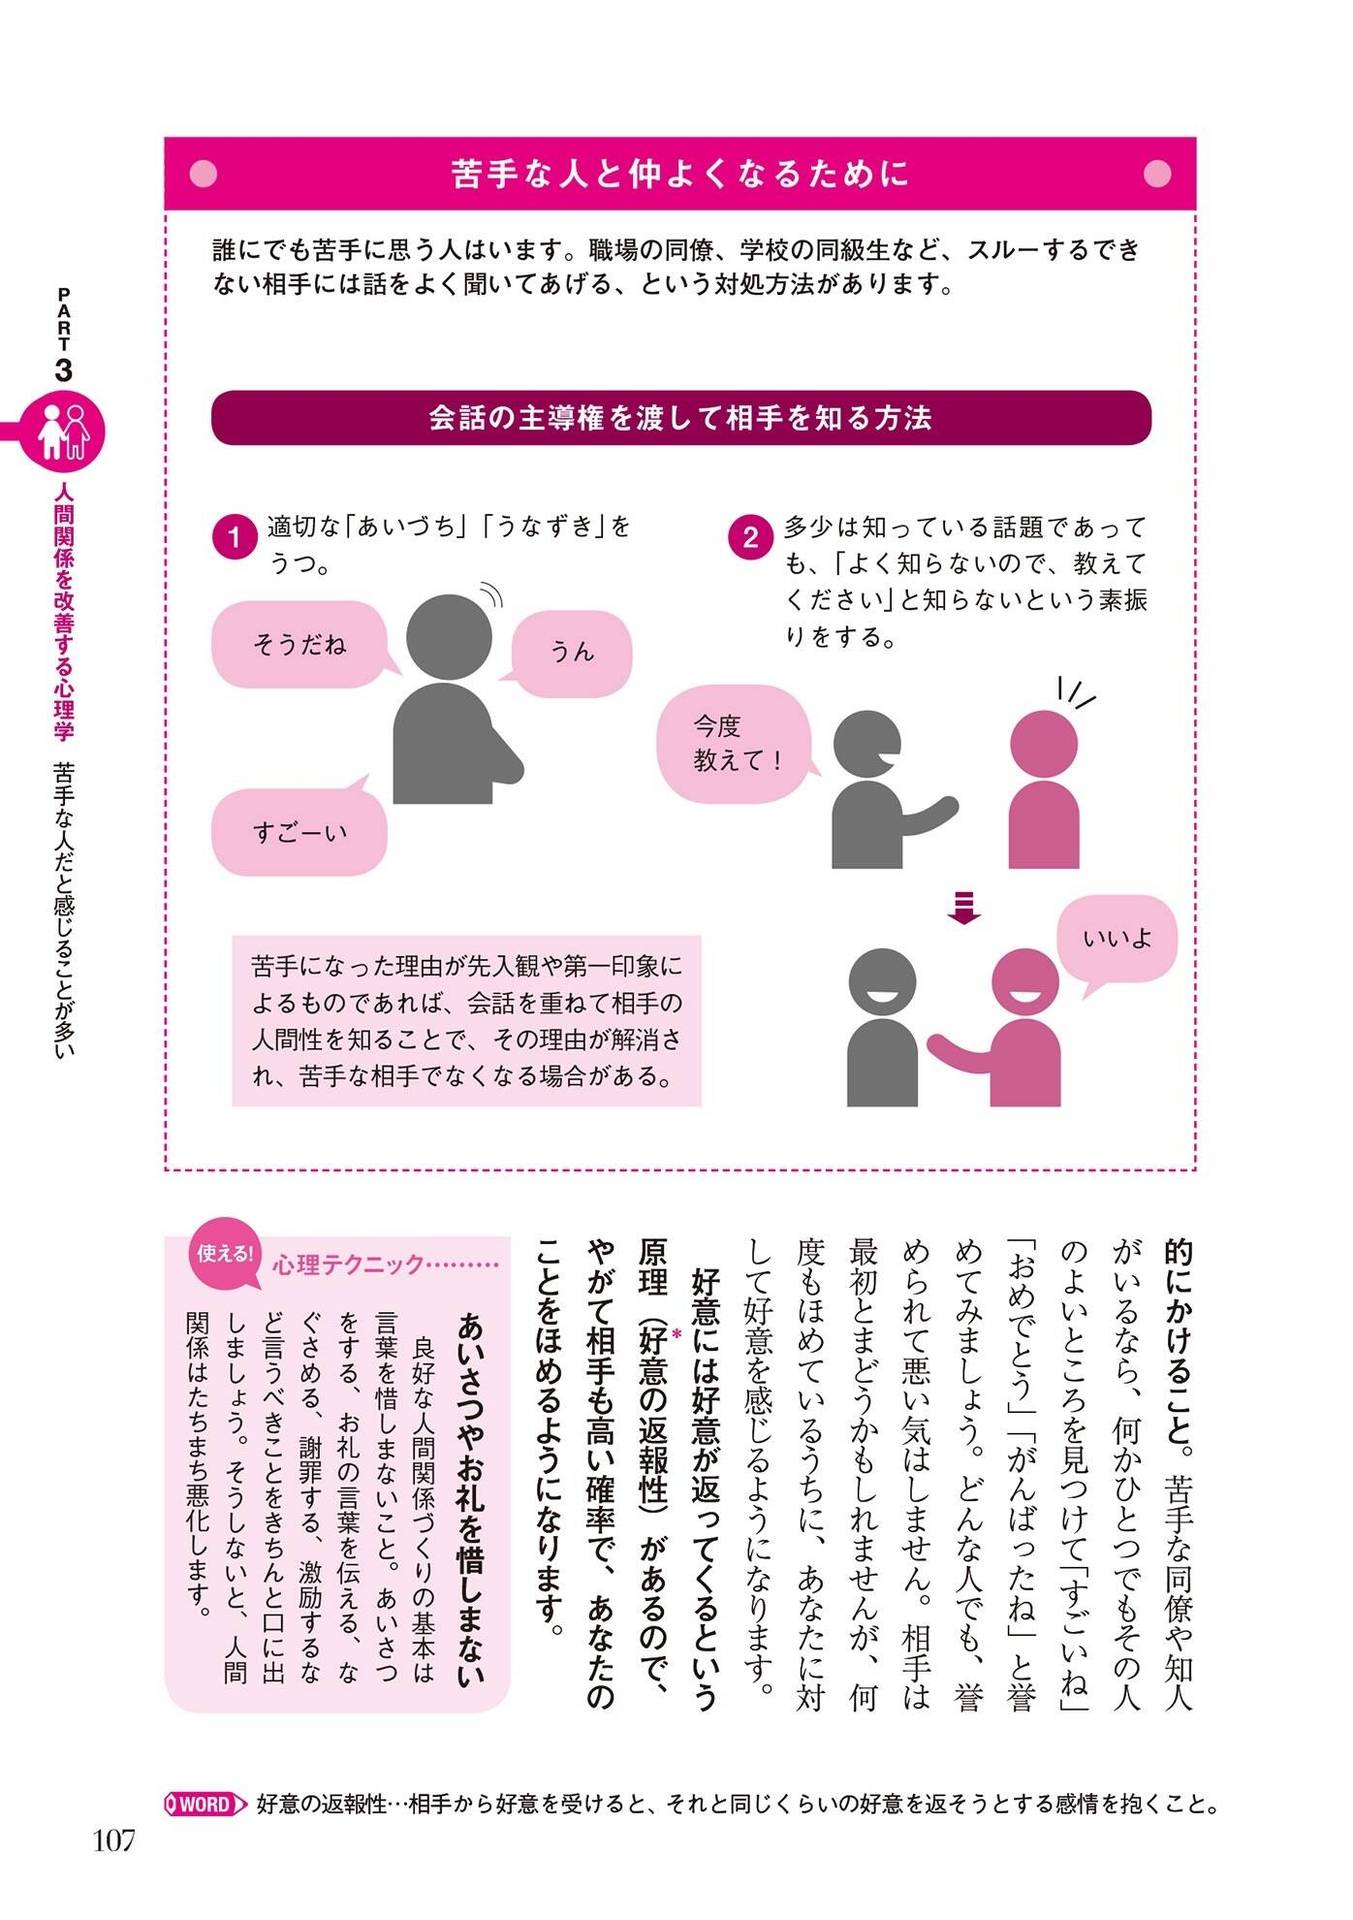 苦手な人と仲よくなるために
誰にでも苦手に思う人はいます。職場の同僚、学校の同級生など、スルーするでき
ない相手には話をよく聞いてあげる、という対処方法があります。
会話の主導権を渡して相手を知る方法
1 適切な「あいづち」「うなずき」を
うつ。
そうだね
うん
すごーい
2 多少は知っている話題であって
も、「よく知らないので、教えて
ください」と知らないという素振
りをする。
今度
教えて！
いいよ
苦手になった理由が先入観や第一印象に
よるものであれば、会話を重ねて相手の
人間性を知ることで、その理由が解消さ
れ、苦手な相手でなくなる場合がある。
PART 3
人間関係を改善する心理学 苦手な人だと感じることが多い
的にかけること。苦手な同僚や知人
がいるなら、何かひとつでもその人
のよいところを見つけて「すごいね」
「おめでとう」「がんばったね」と誉
めてみましょう。どんな人でも、誉
められて悪い気はしません。相手は
最初とまどうかもしれませんが、何
度もほめているうちに、あなたに対
して好意を感じるようになります。
好意には好意が返ってくるという
原理（好意の返報性）があるので、
*
やがて相手も高い確率で、あなたの
ことをほめるようになります。
使える!
心理テクニック………
あいさつやお礼を惜しまない
良好な人間関係づくりの基本は
言葉を惜しまないこと。あいさつ
をする、お礼の言葉を伝える、な
ぐさめる、謝罪する、激励するな
ど言うべきことをきちんと口に出
しましょう。そうしないと、人間
関係はたちまち悪化します。
WORD 好意の返報性…相手から好意を受けると、それと同じくらいの好意を返そうとする感情を抱くこと。
107